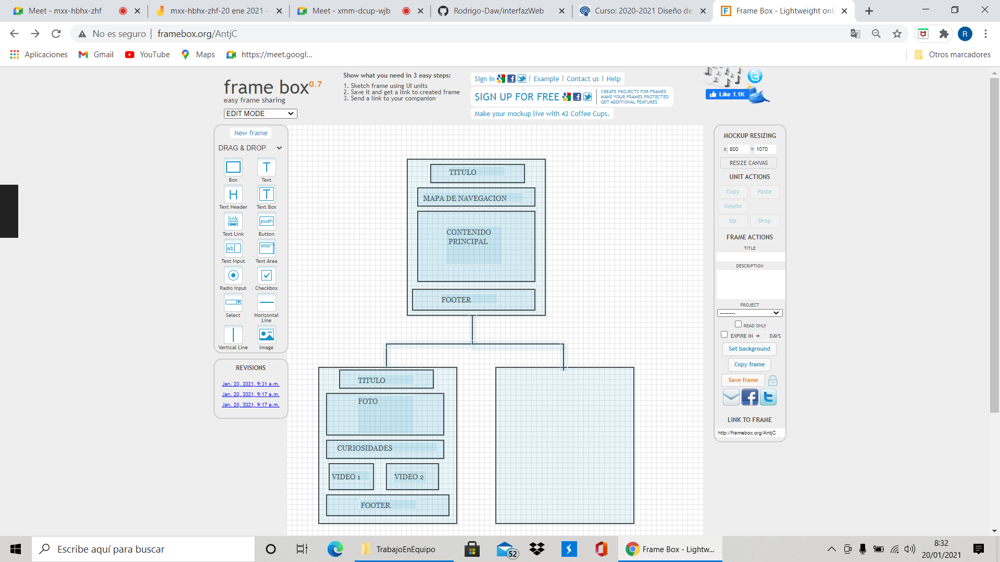 Meet - mxx-hbhx-zhf
mxx-hbhx-zhf-20 ene 2021 -
Meet - xmm-dcup-wjb
Rodrigo-Daw/interfazWeb
Curso: 2020-2021 Diseño de
Frame Box - Lightweight onli
No es seguro
framebox.org/AntjC
R
Aplicaciones
Gmail
YouTube
Maps
https://meet.googl...
Otros marcadores
frame box 0.7
easy frame sharing
EDIT MODE
Show what you need in 3 easy steps:
1. Sketch frame using UI units
2. Save it and get a link to created frame
3. Send a link to your companion
Sign in | Example | Contact us | Help
SIGN UP FOR FREE
CREATE PROJECTS FOR FRAMES
MAKE YOUR FRAMES PROTECTED
GET ADDITIONAL FEATURES
Make your mockup live with 42 Coffee Cups.
Like 1.1K
New frame
DRAG & DROP
Box
Text
Text Header
Text Box
link
push
Text Link
Button
Text Input
Text Area
Radio Input
Checkbox
Select
Horizontal
Line
Vertical Line
Image
REVISIONS
Jan. 20, 2021, 9:31 a.m.
Jan. 20, 2021, 9:17 a.m.
Jan. 20, 2021, 9:17 a.m.
TITULO
MAPA DE NAVEGACION
CONTENIDO
PRINCIPAL
FOOTER
TITULO
FOTO
CURIOSIDADES
VIDEO 1
VIDEO 2
FOOTER
MOCKUP RESIZING
X: 800 Y: 1070
RESIZE CANVAS
UNIT ACTIONS
Copy
Paste
Delete
Up
Drop
FRAME ACTIONS
TITLE
DESCRIPTION
PROJECT
---------
READ ONLY
EXPIRE IN ∞ DAYS
Set background
Copy frame
Save frame
LINK TO FRAME
http://framebox.org/AntjC
Escribe aquí para buscar
TrabajoEnEquipo
52
Frame Box - Lightw...
8:32
20/01/2021